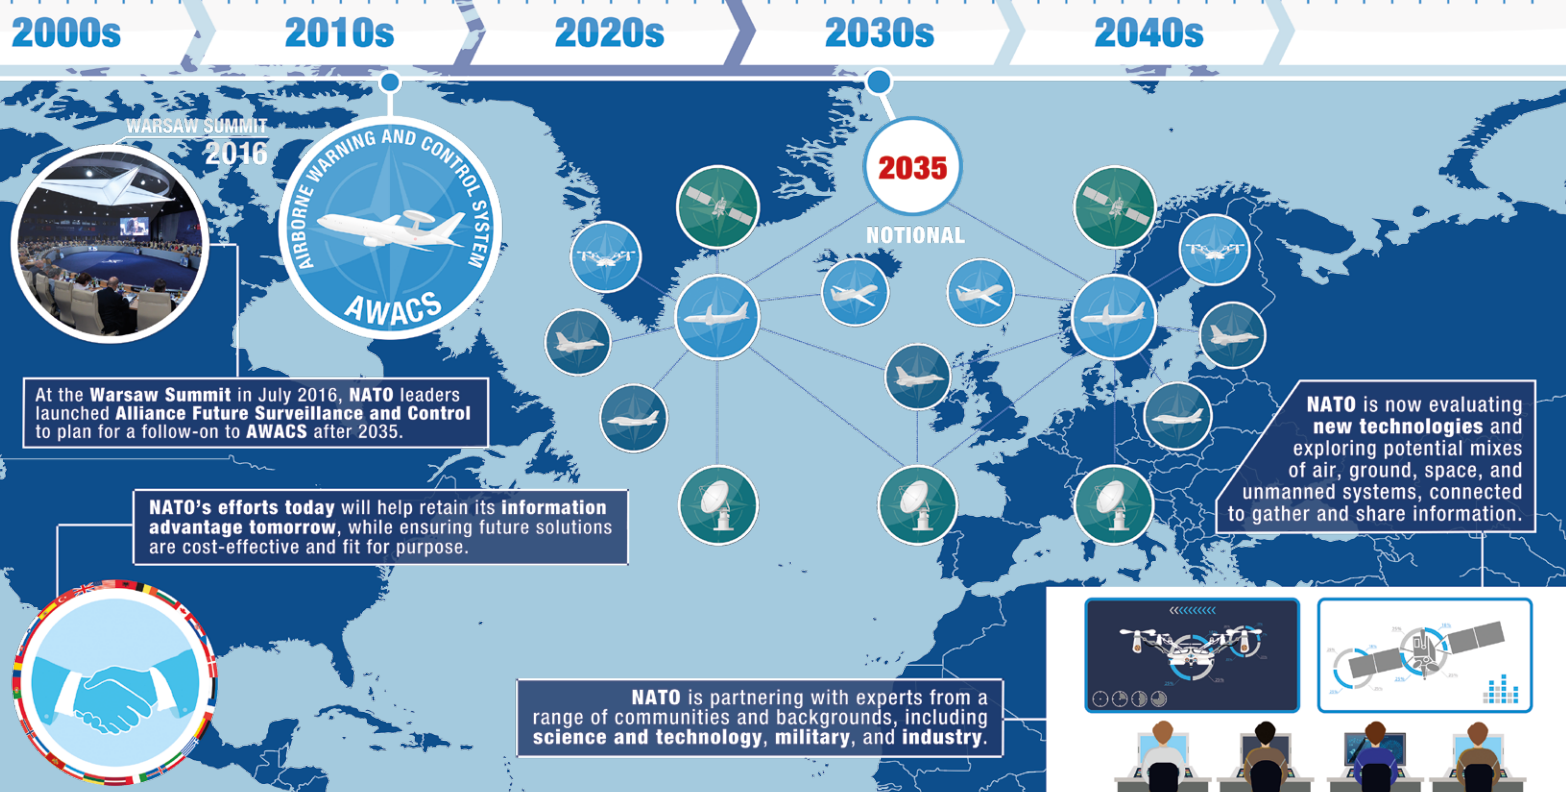 2000s
2010s
2020s
2030s
2040s
WARSAW SUMMIT
2016
AIRBORNE WARNING AND CONTROL SYSTEM
AWACS
2035
NOTIONAL
At the Warsaw Summit in July 2016, NATO leaders
launched Alliance Future Surveillance and Control
to plan for a follow-on to AWACS after 2035.
NATO is now evaluating
new technologies and
exploring potential mixes
of air, ground, space, and
unmanned systems, connected
to gather and share information.
NATO's efforts today will help retain its information
advantage tomorrow, while ensuring future solutions
are cost-effective and fit for purpose.
NATO is partnering with experts from a
range of communities and backgrounds, including
science and technology, military, and industry.